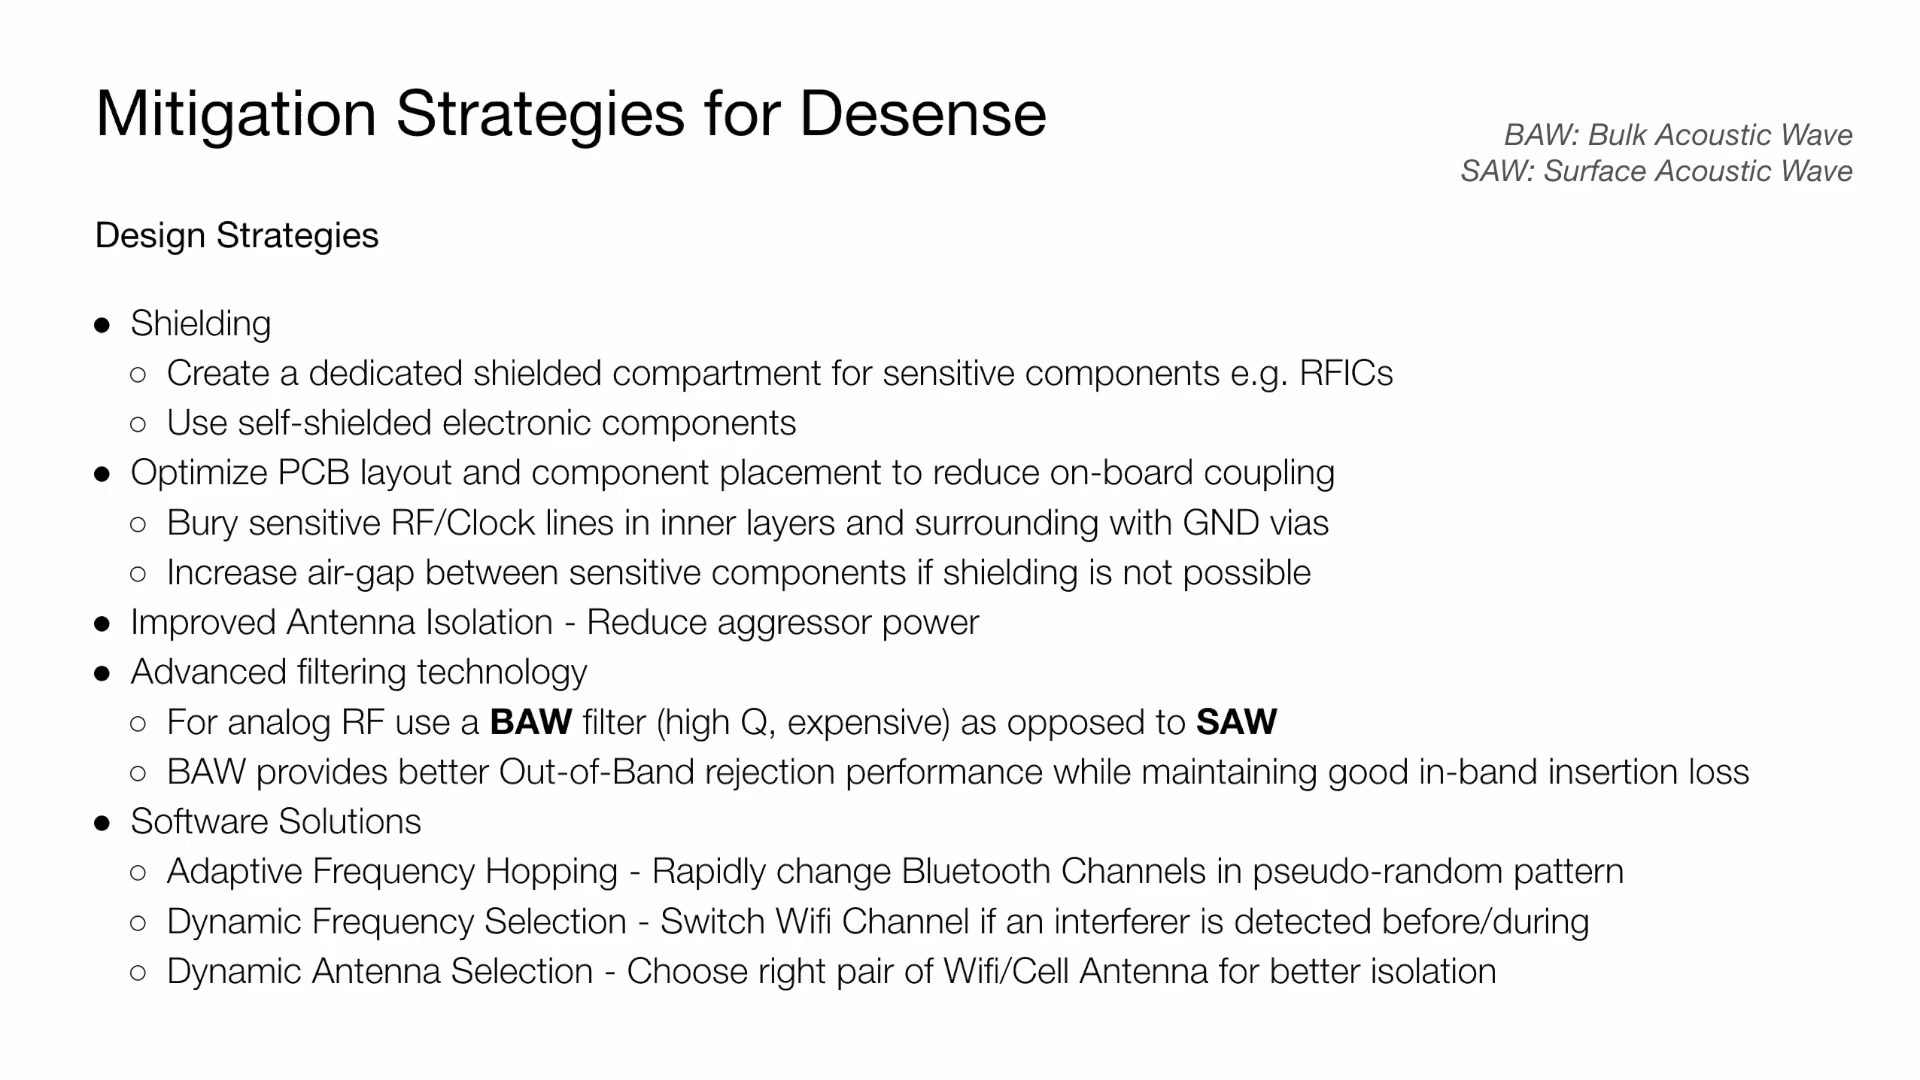 Mitigation Strategies for Desense
BAW: Bulk Acoustic Wave
SAW: Surface Acoustic Wave
Design Strategies
● Shielding
○ Create a dedicated shielded compartment for sensitive components e.g. RFICs
○ Use self-shielded electronic components
● Optimize PCB layout and component placement to reduce on-board coupling
○ Bury sensitive RF/Clock lines in inner layers and surrounding with GND vias
○ Increase air-gap between sensitive components if shielding is not possible
● Improved Antenna Isolation - Reduce aggressor power
● Advanced filtering technology
○ For analog RF use a BAW filter (high Q, expensive) as opposed to SAW
○ BAW provides better Out-of-Band rejection performance while maintaining good in-band insertion loss
● Software Solutions
○ Adaptive Frequency Hopping - Rapidly change Bluetooth Channels in pseudo-random pattern
○ Dynamic Frequency Selection - Switch Wifi Channel if an interferer is detected before/during
○ Dynamic Antenna Selection - Choose right pair of Wifi/Cell Antenna for better isolation